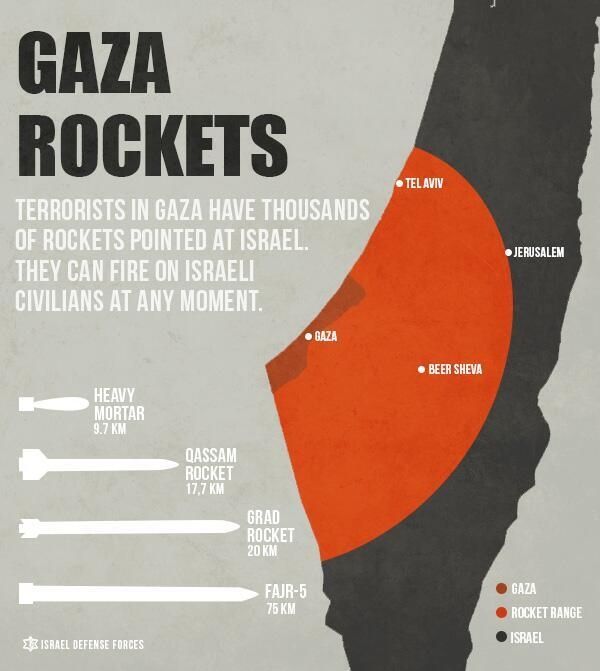 GAZA
ROCKETS
TERRORISTS IN GAZA HAVE THOUSANDS
OF ROCKETS POINTED AT ISRAEL.
THEY CAN FIRE ON ISRAELI
CIVILIANS AT ANY MOMENT.
TEL AVIV
JERUSALEM
GAZA
BEER SHEVA
HEAVY
MORTAR
9.7 KM
QASSAM
ROCKET
17,7 KM
GRAD
ROCKET
20 KM
FAJR-5
75 KM
GAZA
ROCKET RANGE
ISRAEL
ISRAEL DEFENSE FORCES